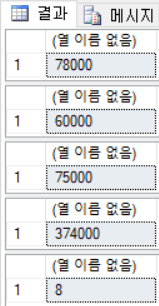 결과 메시지
(열 이름 없음)
1 78000
(열 이름 없음)
1 60000
(열 이름 없음)
1 75000
(열 이름 없음)
1 374000
(열 이름 없음)
1 8